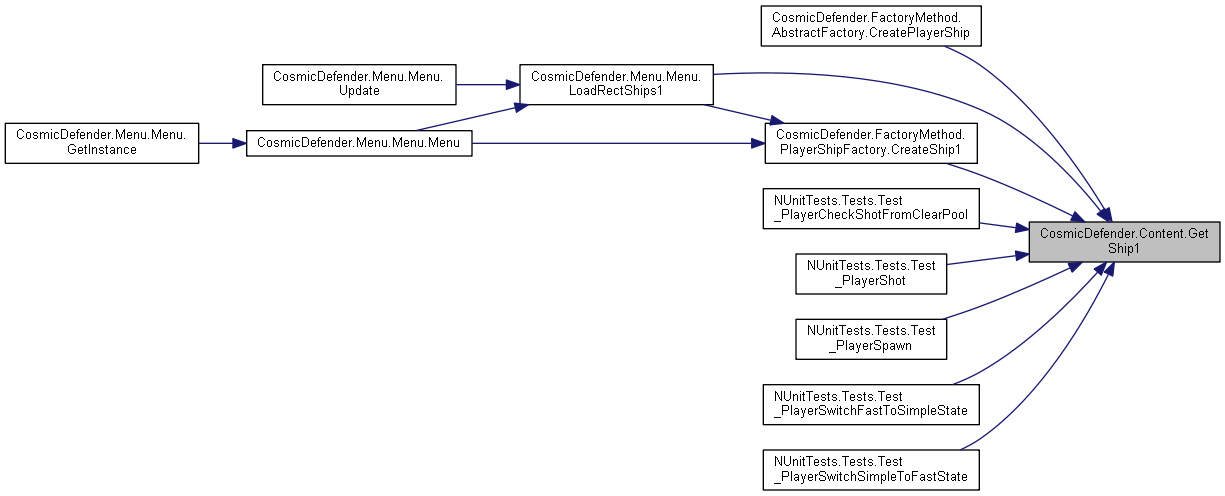 CosmicDefender.FactoryMethod.
AbstractFactory.CreatePlayerShip
CosmicDefender.Menu.Menu.
Update
CosmicDefender.Menu.Menu.
LoadRectShips1
CosmicDefender.Menu.Menu.
GetInstance
CosmicDefender.Menu.Menu.Menu
CosmicDefender.FactoryMethod.
PlayerShipFactory.CreateShip1
NUnitTests.Tests.Test
_PlayerCheckShotFromClearPool
CosmicDefender.Content.Get
Ship1
NUnitTests.Tests.Test
_PlayerShot
NUnitTests.Tests.Test
_PlayerSpawn
NUnitTests.Tests.Test
_PlayerSwitchFastToSimpleState
NUnitTests.Tests.Test
_PlayerSwitchSimpleToFastState